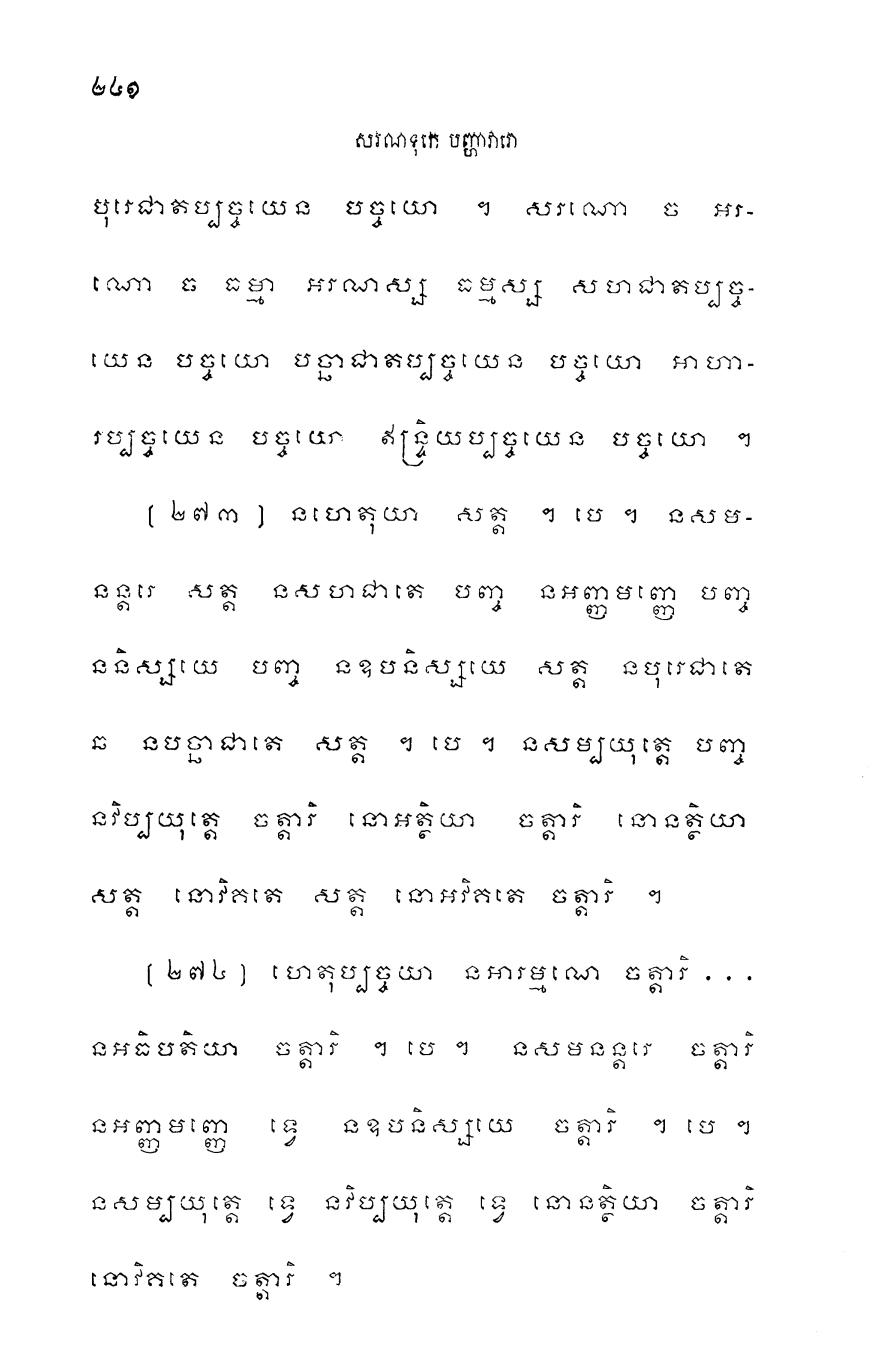 ២៤១
សរណទុកេ បញ្ហាវារោ
បុរេជាតប្បច្ចយេន បច្ចយោ ។ សរណោ ច អរ-
ណោ ច ធម្មា អរណស្ស ធម្មស្ស សហជាតប្បច្ច-
យេន បច្ចយោ បច្ឆាជាតប្បច្ចយេន បច្ចយោ អាហា-
រប្បច្ចយេន បច្ចយោ ឥន្ទ្រិយប្បច្ចយេន បច្ចយោ ។
[ ២៧៣ ] នហេតុយា សត្ត ។ បេ ។ នសម-
នន្តរេ សត្ត នសហជាតេ បញ្ច នអញ្ញមញ្ញេ បញ្ច
ននិស្សយេ បញ្ច នឧបនិស្សយេ សត្ត នបុរេជាតេ
ឆ នបច្ឆាជាតេ សត្ត ។ បេ ។ នសម្បយុត្តេ បញ្ច
នវិប្បយុត្តេ ចត្តារិ នោអត្ថិយា ចត្តារិ នោនត្ថិយា
សត្ត នោវិគតេ សត្ត នោអវិគតេ ចត្តារិ ។
[ ២៧៤ ] ហេតុប្បច្ចយា នអារម្មណេ ចត្តារិ . . .
នអធិបតិយា ចត្តារិ ។ បេ ។ នសមនន្តរេ ចត្តារិ
នអញ្ញមញ្ញេ ទ្វេ នឧបនិស្សយេ ចត្តារិ ។ បេ ។
នសម្បយុត្តេ ទ្វេ នវិប្បយុត្តេ ទ្វេ នោនត្ថិយា ចត្តារិ
នោវិគតេ ចត្តារិ ។